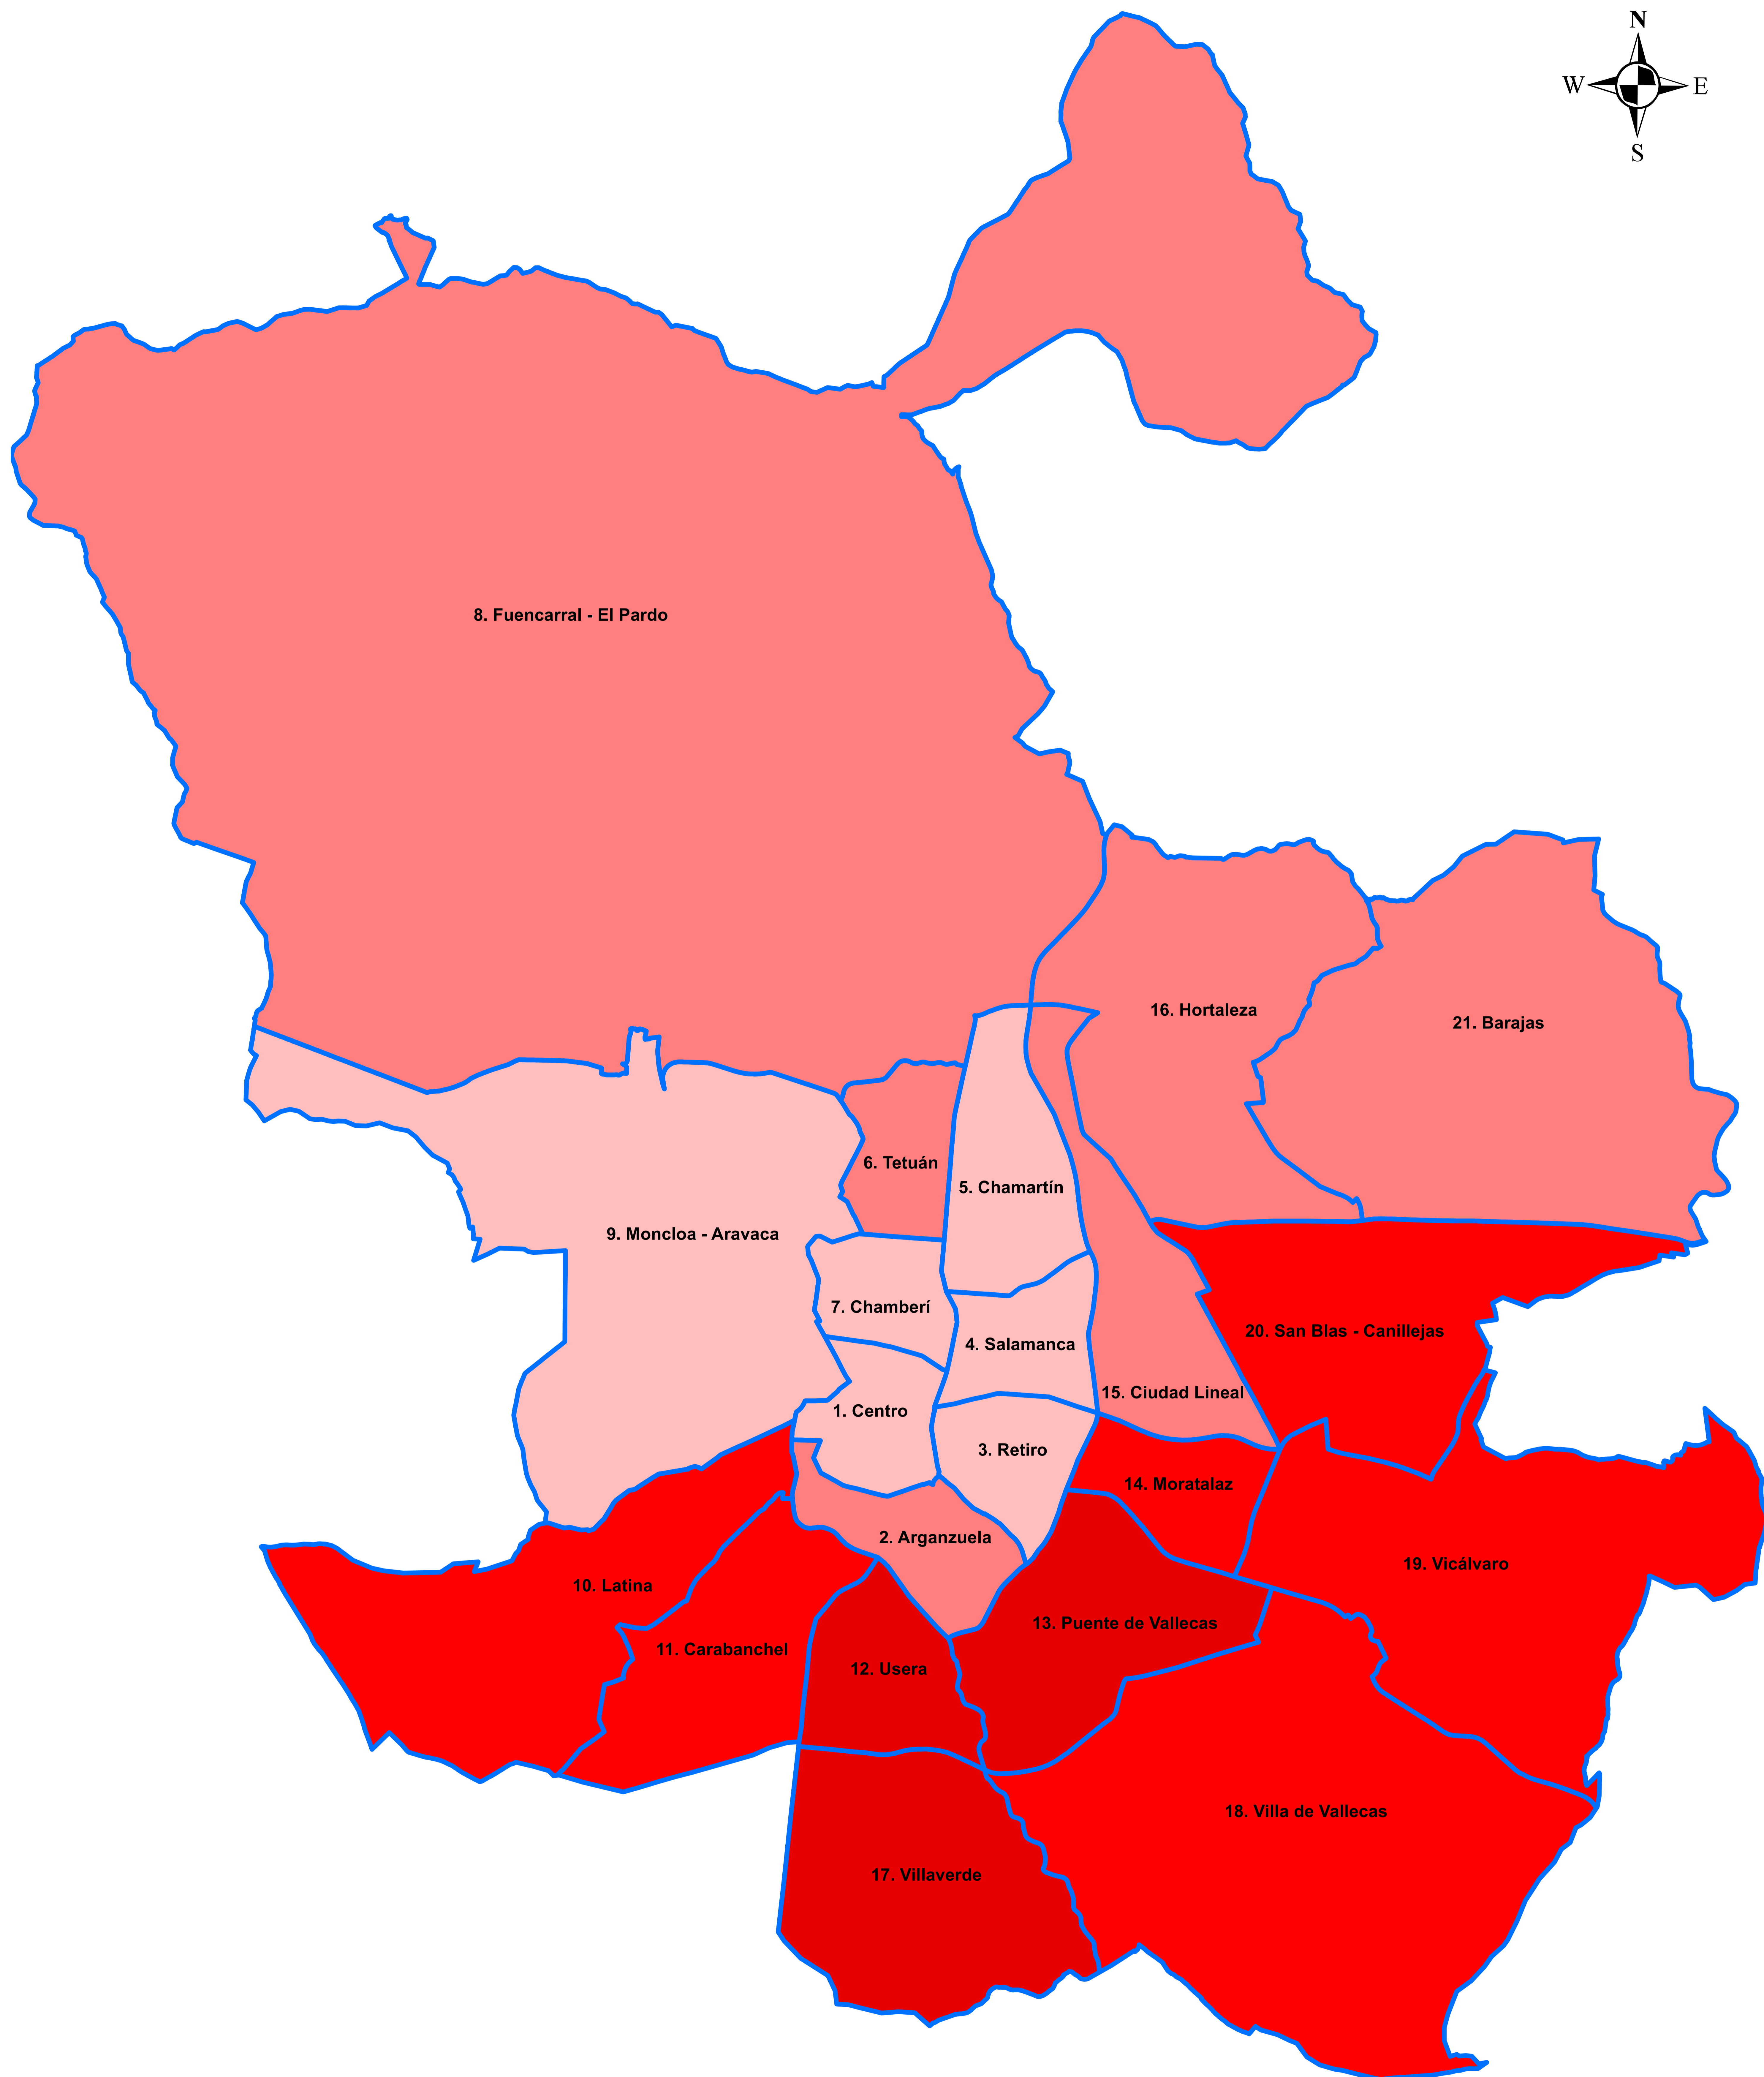 N
W E
S
8. Fuencarral - El Pardo
16. Hortaleza
21. Barajas
6. Tetuán
5. Chamartín
9. Moncloa - Aravaca
7. Chamberí
20. San Blas - Canillejas
4. Salamanca
15. Ciudad Lineal
1. Centro
3. Retiro
14. Moratalaz
2. Arganzuela
19. Vicálvaro
10. Latina
13. Puente de Vallecas
11. Carabanchel
12. Usera
18. Villa de Vallecas
17. Villaverde